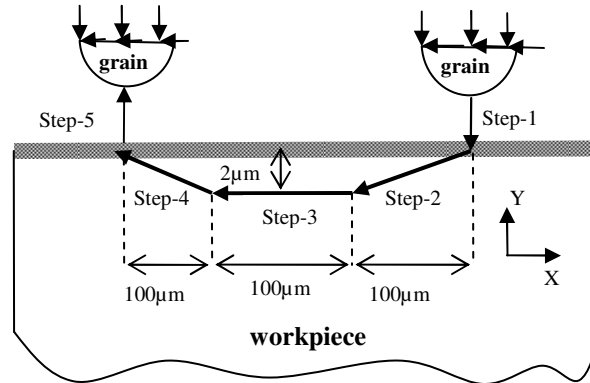 grain
grain
Step-5
Step-1
2µm
Step-4
Step-3
Step-2
Y
X
100µm
100µm
100µm
workpiece